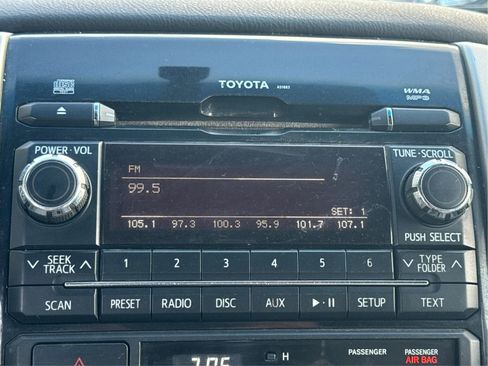 TOYOTA
WMA
MP3
POWER·VOL
TUNE·SCROLL
FM
99.5
SET: 1
105.1 97.3 100.3 95.9 101.7 107.1
PUSH SELECT
SEEK TRACK
1 2 3 4 5 6
TYPE FOLDER
SCAN PRESET RADIO DISC AUX SETUP TEXT
H
PASSENGER
PASSENGER
AIR BAG